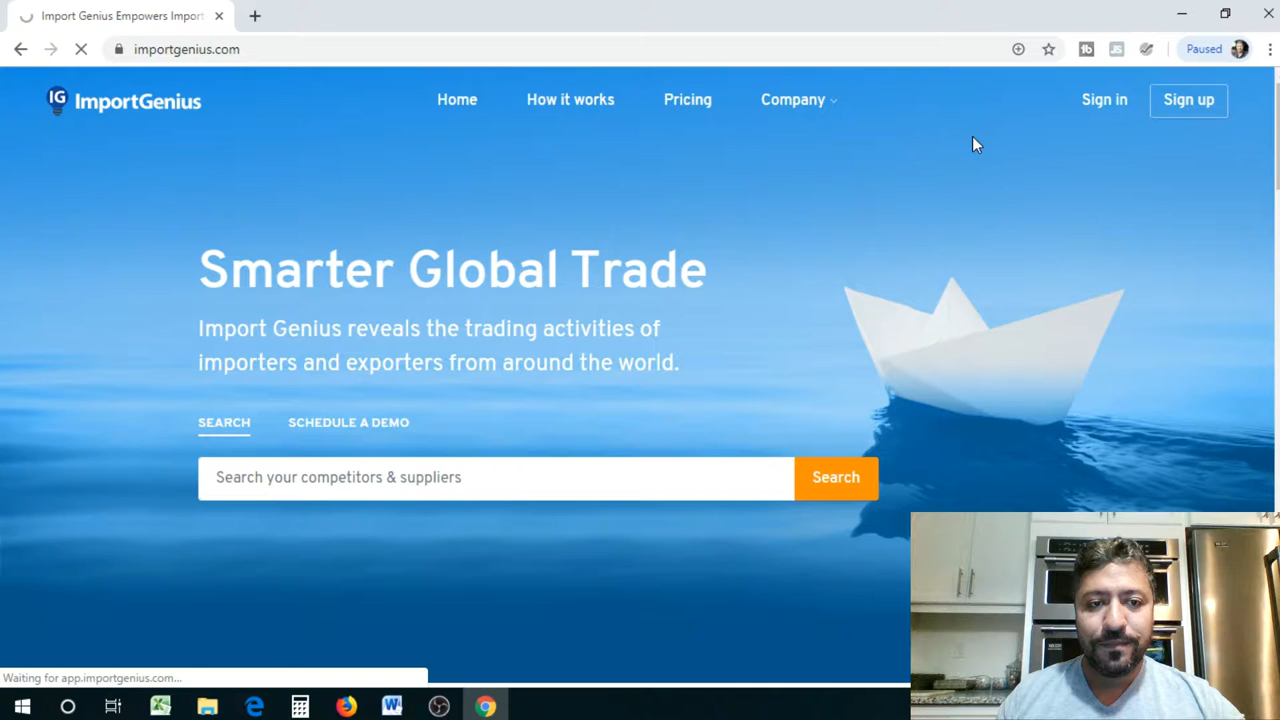 Import Genius Empowers Import
importgenius.com
Paused
IG ImportGenius
Home
How it works
Pricing
Company
Sign in
Sign up
Smarter Global Trade
Import Genius reveals the trading activities of
importers and exporters from around the world.
SEARCH
SCHEDULE A DEMO
Search your competitors & suppliers
Search
Waiting for app.importgenius.com...